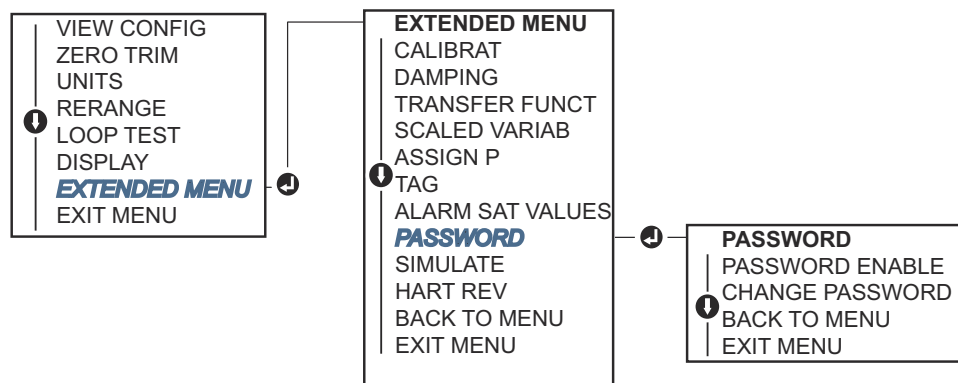 VIEW CONFIG
ZERO TRIM
UNITS
RERANGE
LOOP TEST
DISPLAY
EXTENDED MENU
EXIT MENU
EXTENDED MENU
CALIBRAT
DAMPING
TRANSFER FUNCT
SCALED VARIAB
ASSIGN P
TAG
ALARM SAT VALUES
PASSWORD
SIMULATE
HART REV
BACK TO MENU
EXIT MENU
PASSWORD
PASSWORD ENABLE
CHANGE PASSWORD
BACK TO MENU
EXIT MENU